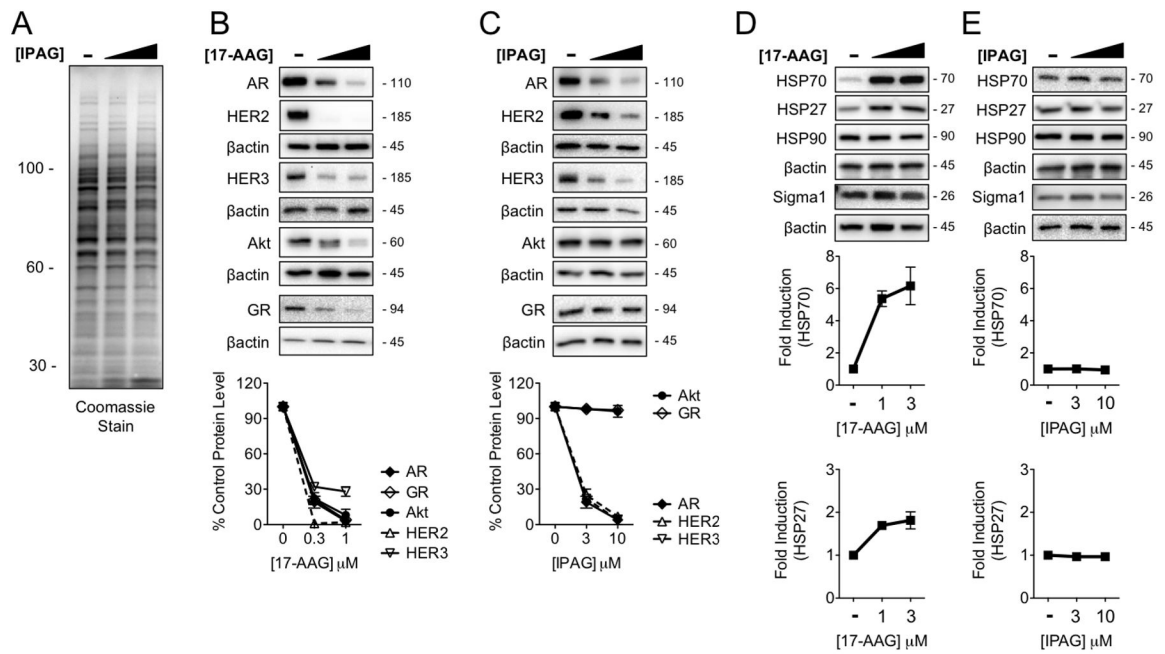 A
[IPAG] –
100 -
60 -
30 -
Coomassie
Stain
B
[17-AAG] –
AR - 110
HER2 - 185
βactin - 45
HER3 - 185
βactin - 45
Akt - 60
βactin - 45
GR - 94
βactin - 45
% Control Protein Level
120
90
60
30
0
0 0.3 1
[17-AAG] μM
AR
GR
Akt
HER2
HER3
C
[IPAG] –
AR - 110
HER2 - 185
βactin - 45
HER3 - 185
βactin - 45
Akt - 60
βactin - 45
GR - 94
βactin - 45
% Control Protein Level
120
90
60
30
0
0 3 10
[IPAG] μM
Akt
GR
AR
HER2
HER3
D
[17-AAG] –
HSP70 - 70
HSP27 - 27
HSP90 - 90
βactin - 45
Sigma1 - 26
βactin - 45
Fold Induction
(HSP70)
8
6
4
2
0
- 1 3
[17-AAG] μM
Fold Induction
(HSP27)
3
2
1
0
- 1 3
[17-AAG] μM
E
[IPAG] –
HSP70 - 70
HSP27 - 27
HSP90 - 90
βactin - 45
Sigma1 - 26
βactin - 45
Fold Induction
(HSP70)
8
6
4
2
0
- 3 10
[IPAG] μM
Fold Induction
(HSP27)
3
2
1
0
- 3 10
[IPAG] μM